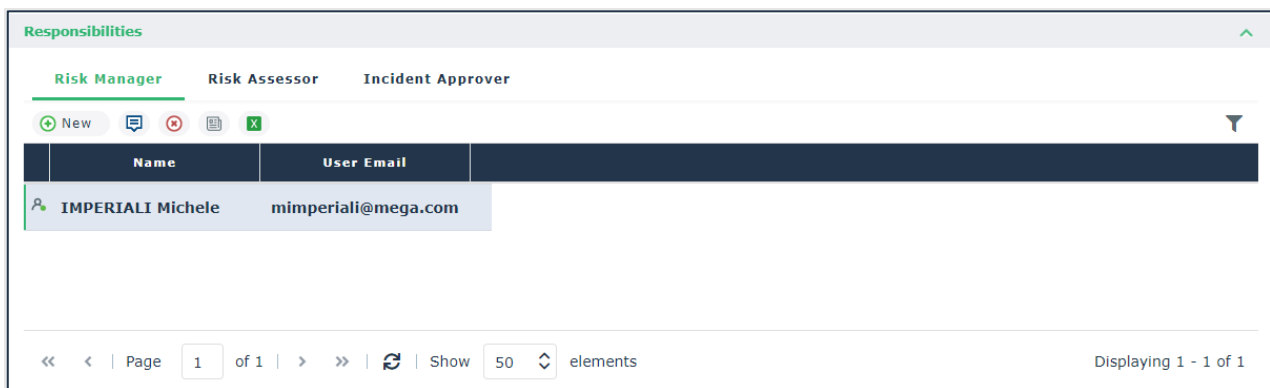 Responsibilities
Risk Manager Risk Assessor Incident Approver
New X
Name User Email
IMPERIALI Michele mimperiali@mega.com
Page 1 of 1 Show 50 elements Displaying 1 - 1 of 1